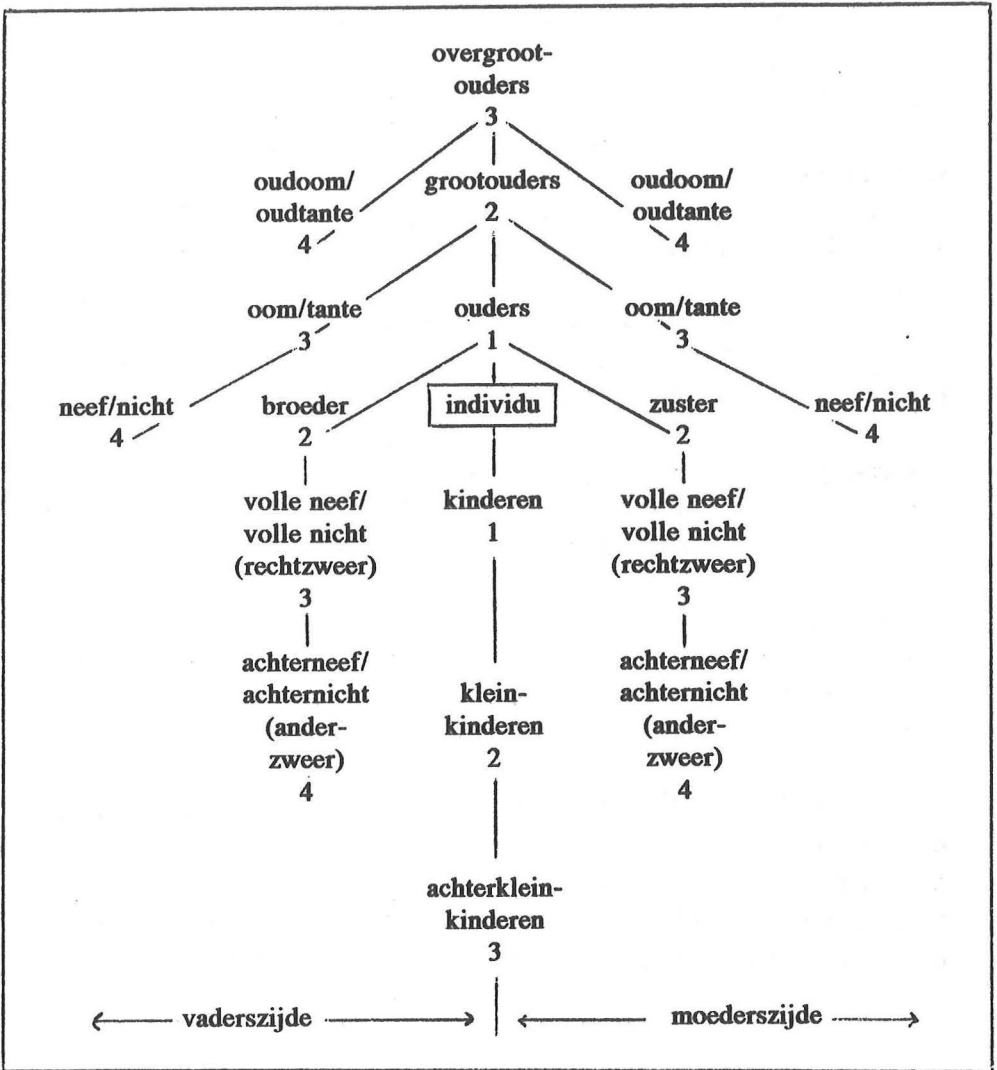 overgroot-
ouders
3
oudoom/ grootouders oudoom/
oudtante 2 oudtante
4 4
oom/tante ouders oom/tante
3 1 3
neef/nicht broeder individu zuster neef/nicht
4 2 2 4
volle neef/ kinderen volle neef/
volle nicht 1 volle nicht
(rechtzweer) (rechtzweer)
3 3
achterneef/ achterneef/
achternicht klein- achternicht
(ander- kinderen (ander-
zweer) 2 zweer)
4 4
achterklein-
kinderen
3
vaderszijde moederszijde